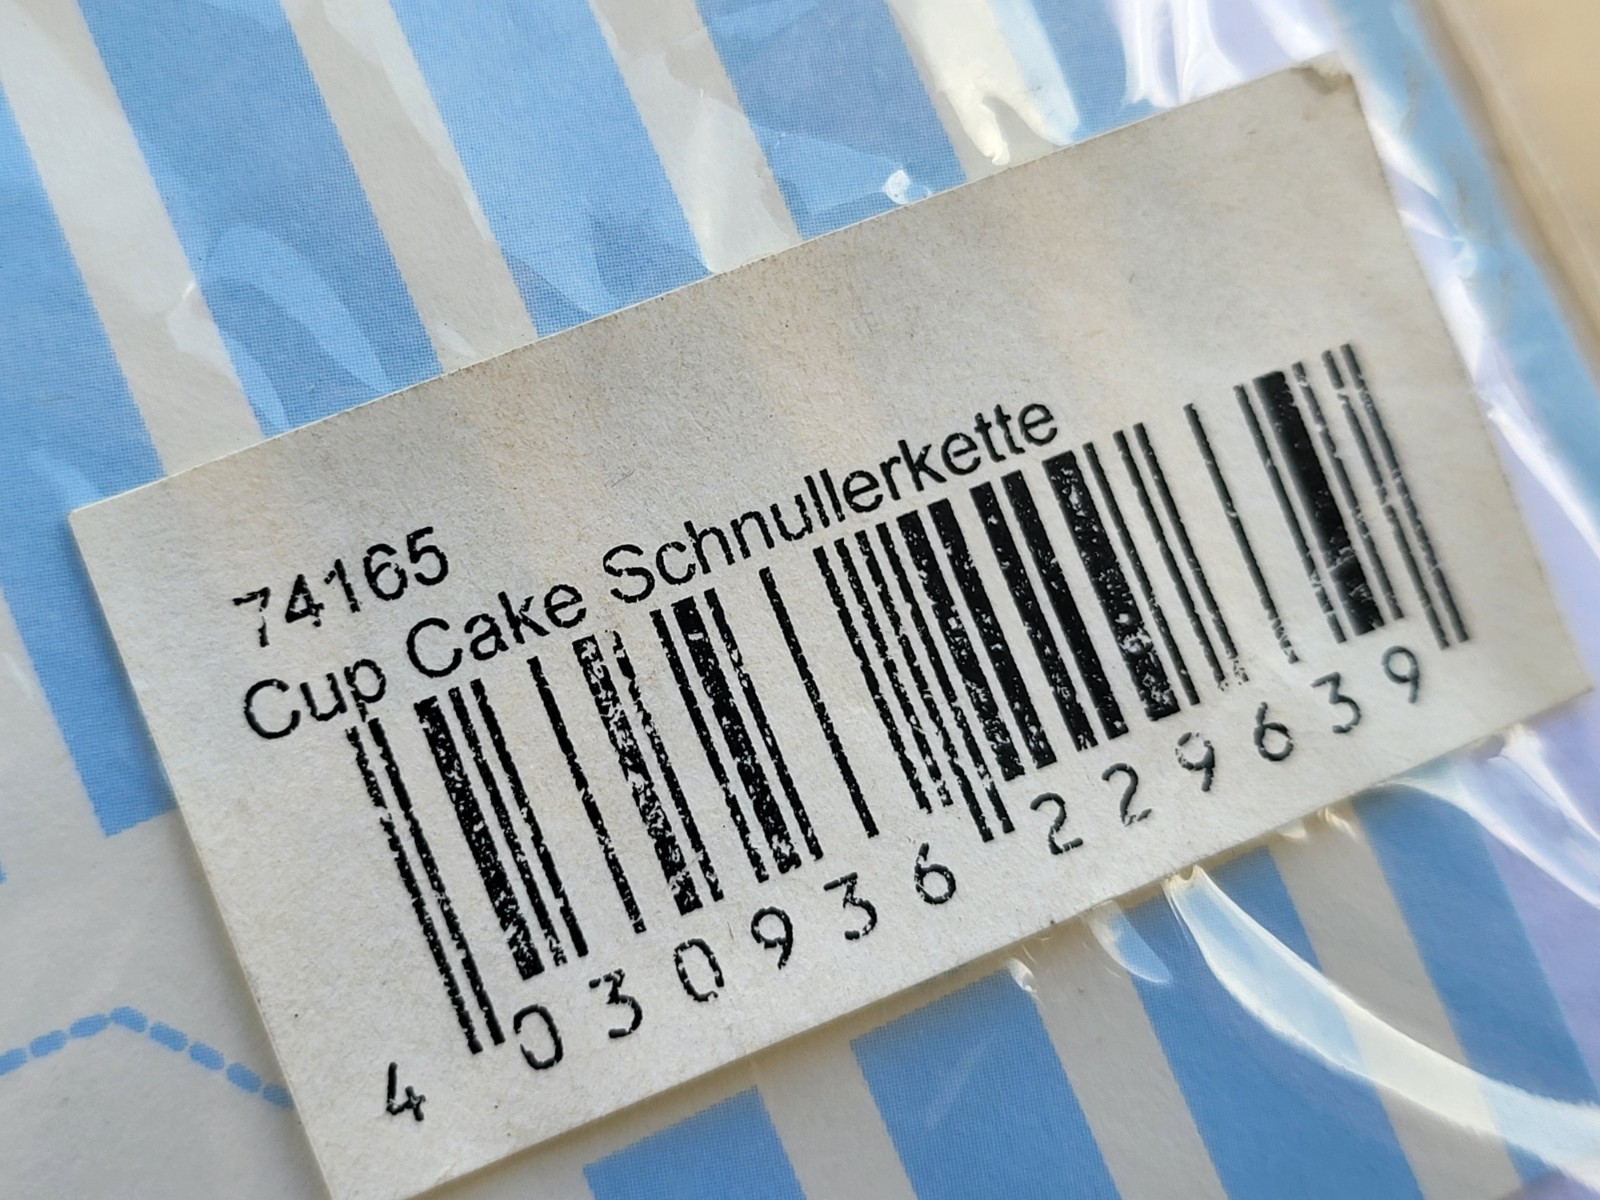 74165
Cup Cake Schnullerkette
4 030936 229639